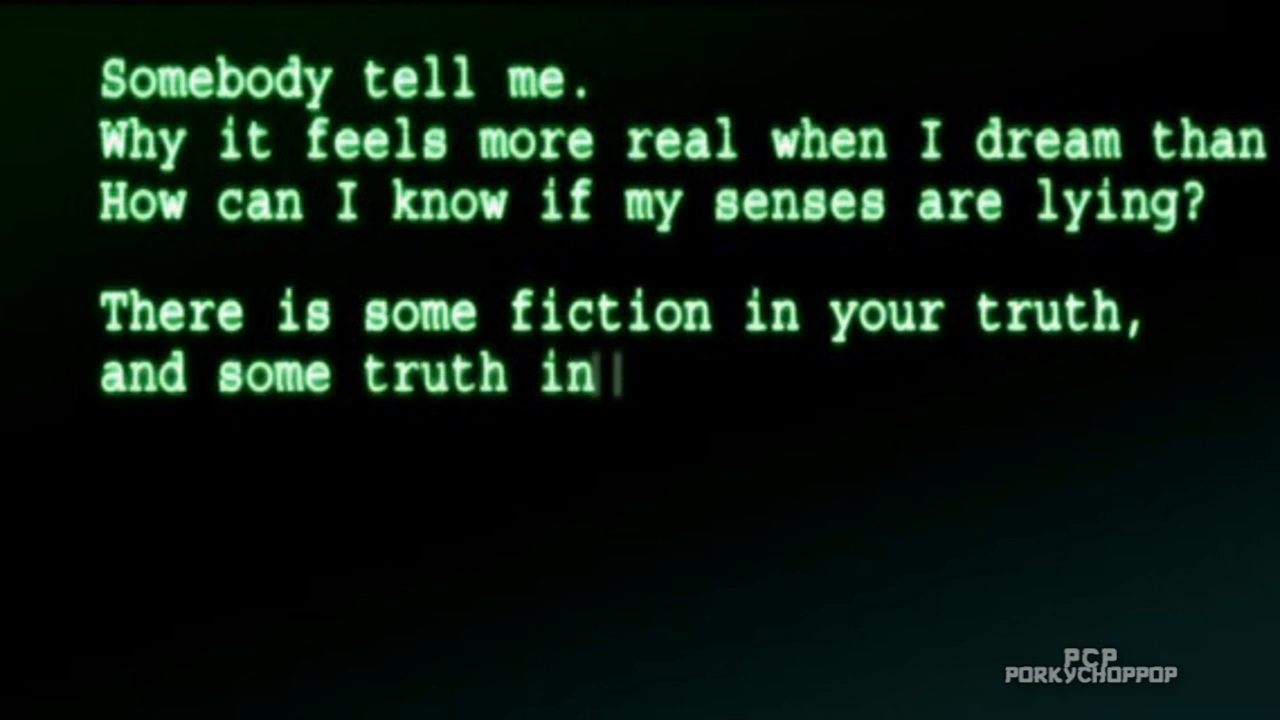 Somebody tell me.
Why it feels more real when I dream than
How can I know if my senses are lying?
There is some fiction in your truth,
and some truth in
PCP
PORKYCHOPPOP